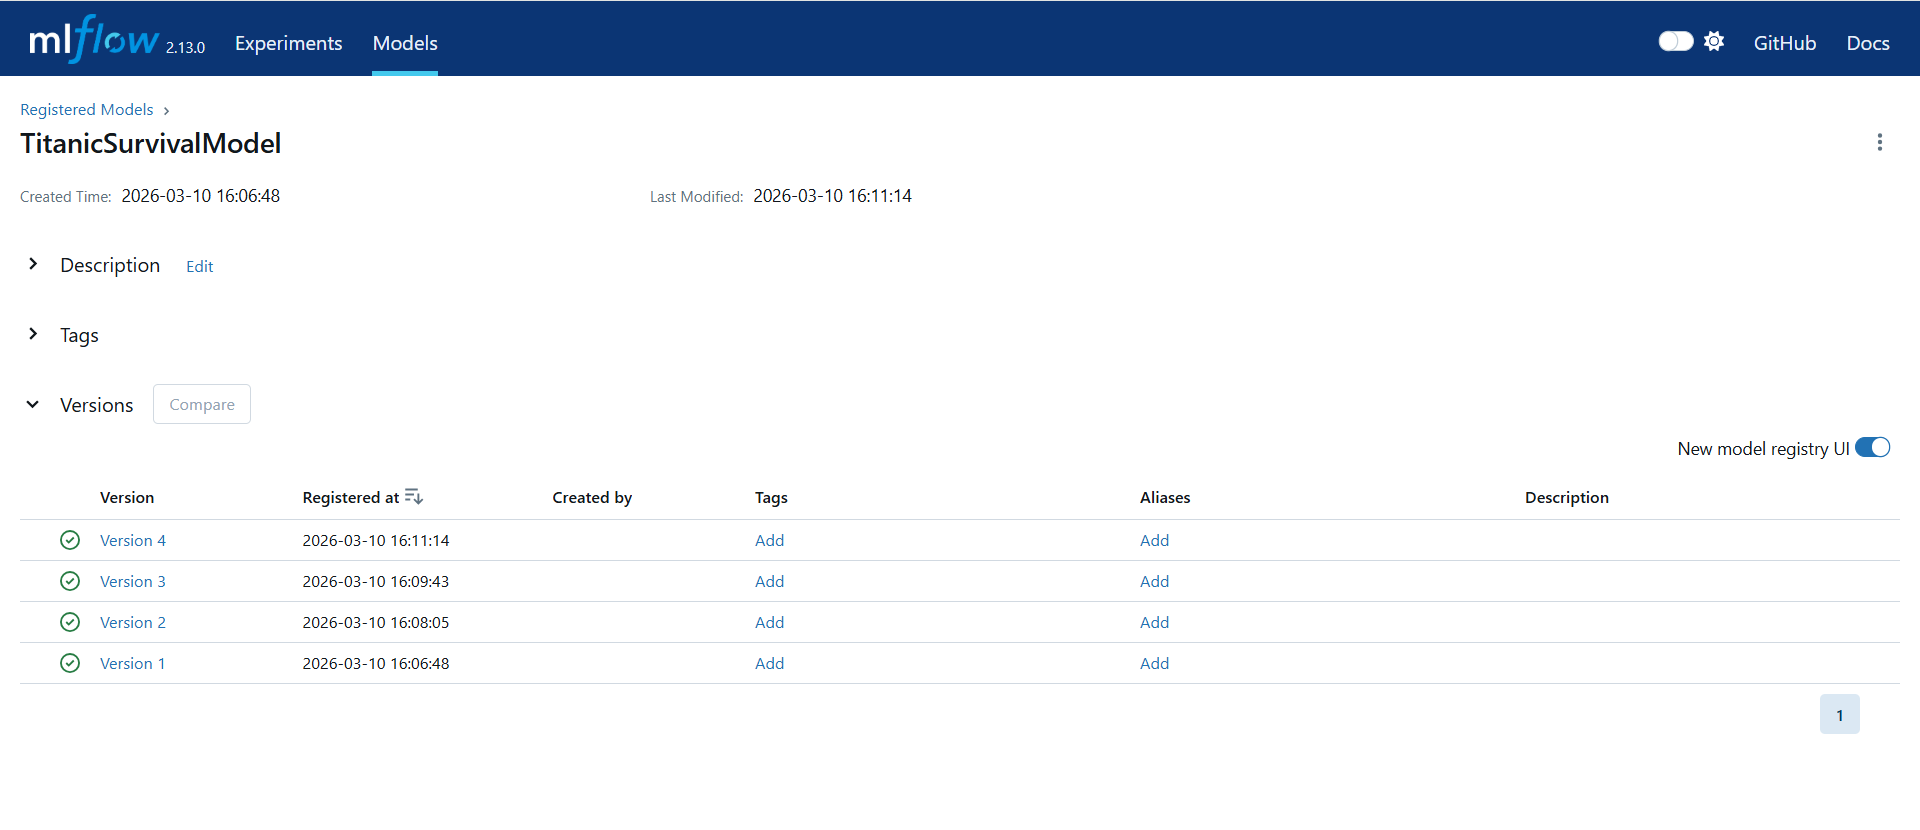 mlflow 2.13.0 Experiments Models GitHub Docs
Registered Models ›
TitanicSurvivalModel
Created Time: 2026-03-10 16:06:48 Last Modified: 2026-03-10 16:11:14
Description Edit
Tags
Versions Compare
New model registry UI
Version Registered at Created by Tags Aliases Description
Version 4 2026-03-10 16:11:14 Add Add
Version 3 2026-03-10 16:09:43 Add Add
Version 2 2026-03-10 16:08:05 Add Add
Version 1 2026-03-10 16:06:48 Add Add
1